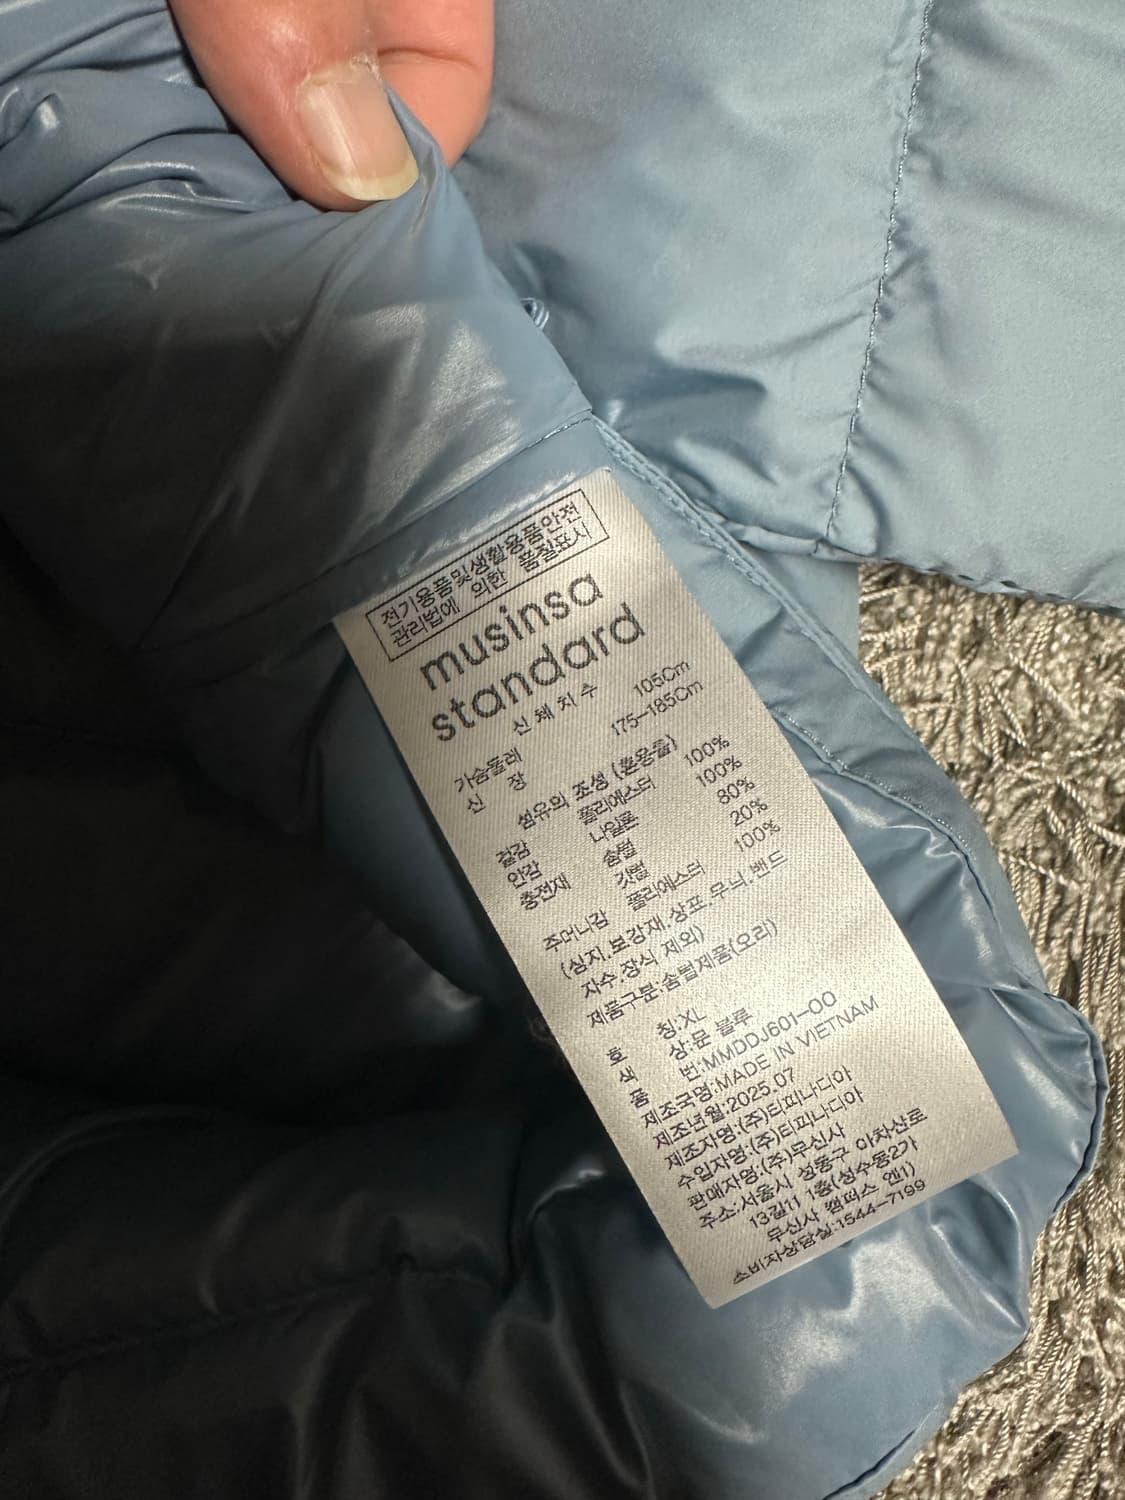 전기용품및생활용품안전
관리법에 의한 품질표시
musinsa
standard
신체치수
가슴둘레 105Cm
신 장 175-185Cm
섬유의 조성 (혼용율)
겉감 폴리에스터 100%
안감 나일론 100%
충전재 솜털 80%
깃털 20%
주머니감 폴리에스터 100%
(심지,보강재,상표,무늬,밴드
자수,장식 제외)
제품구분:솜털제품(오리)
호 칭:XL
색 상:문 블루
품 번:MMDDJ601-OO
제조국명:MADE IN VIETNAM
제조년월:2025.07
제조자명:(주)티피나디아
수입자명:(주)티피나디아
판매자명:(주)무신사
주소:서울시 성동구 아차산로
13길11 1층(성수동2가
무신사 캠퍼스 엔1)
소비자상담실:1544-7199